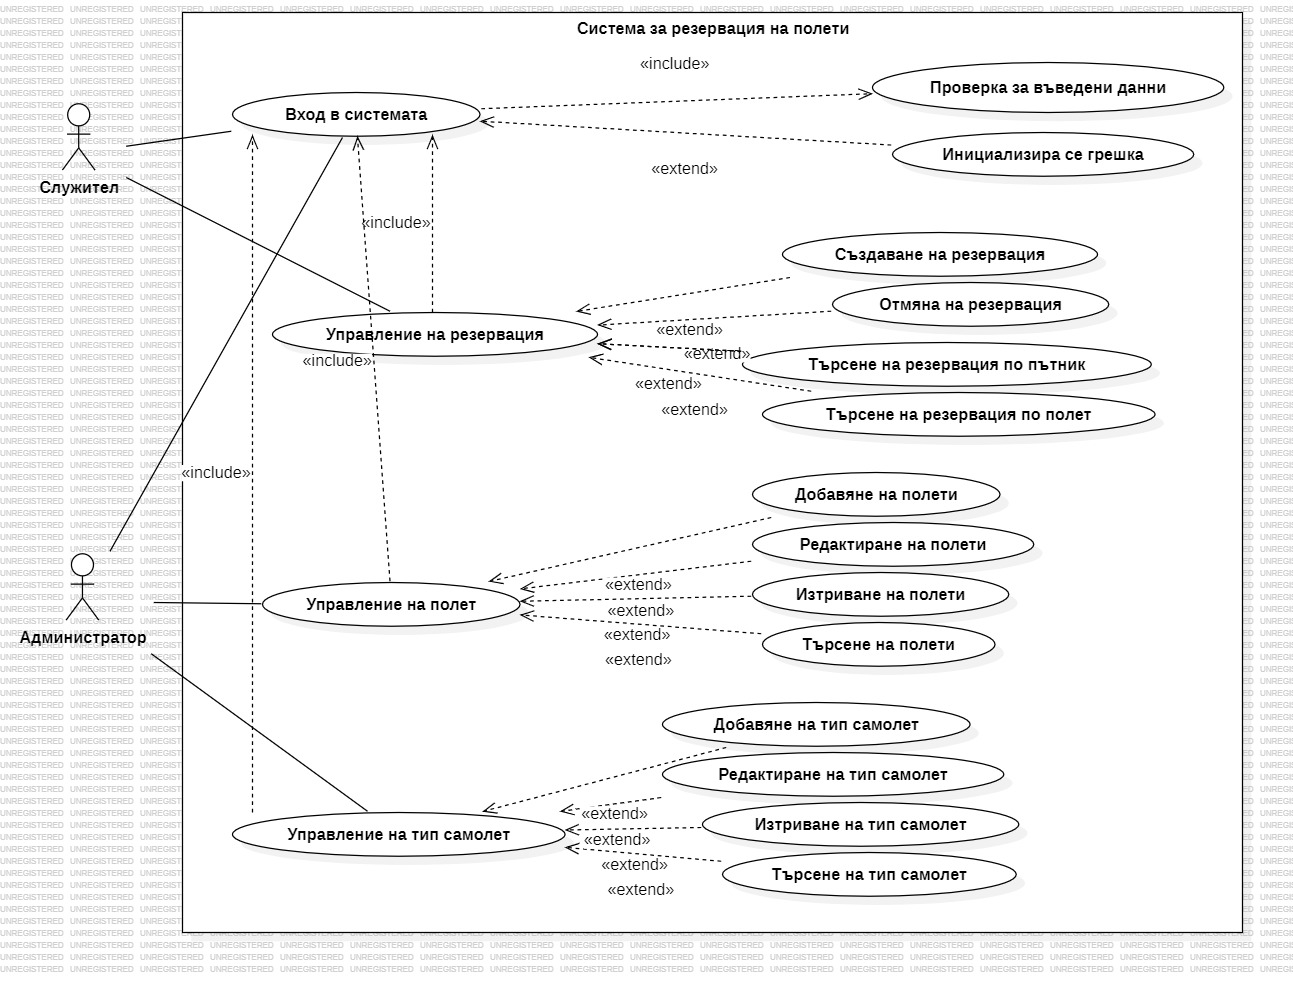 Система за резервация на полети
«include»
Проверка за въведени данни
Вход в системата
Инициализира се грешка
«extend»
Служител
«include»
Създаване на резервация
Отмяна на резервация
«extend»
Управление на резервация
«extend»
«include»
Търсене на резервация по пътник
«extend»
«extend»
Търсене на резервация по полет
«include»
Добавяне на полети
Редактиране на полети
«extend»
Изтриване на полети
Управление на полет
«extend»
Администратор
«extend»
Търсене на полети
«extend»
Добавяне на тип самолет
Редактиране на тип самолет
«extend»
Изтриване на тип самолет
Управление на тип самолет
«extend»
«extend»
Търсене на тип самолет
«extend»